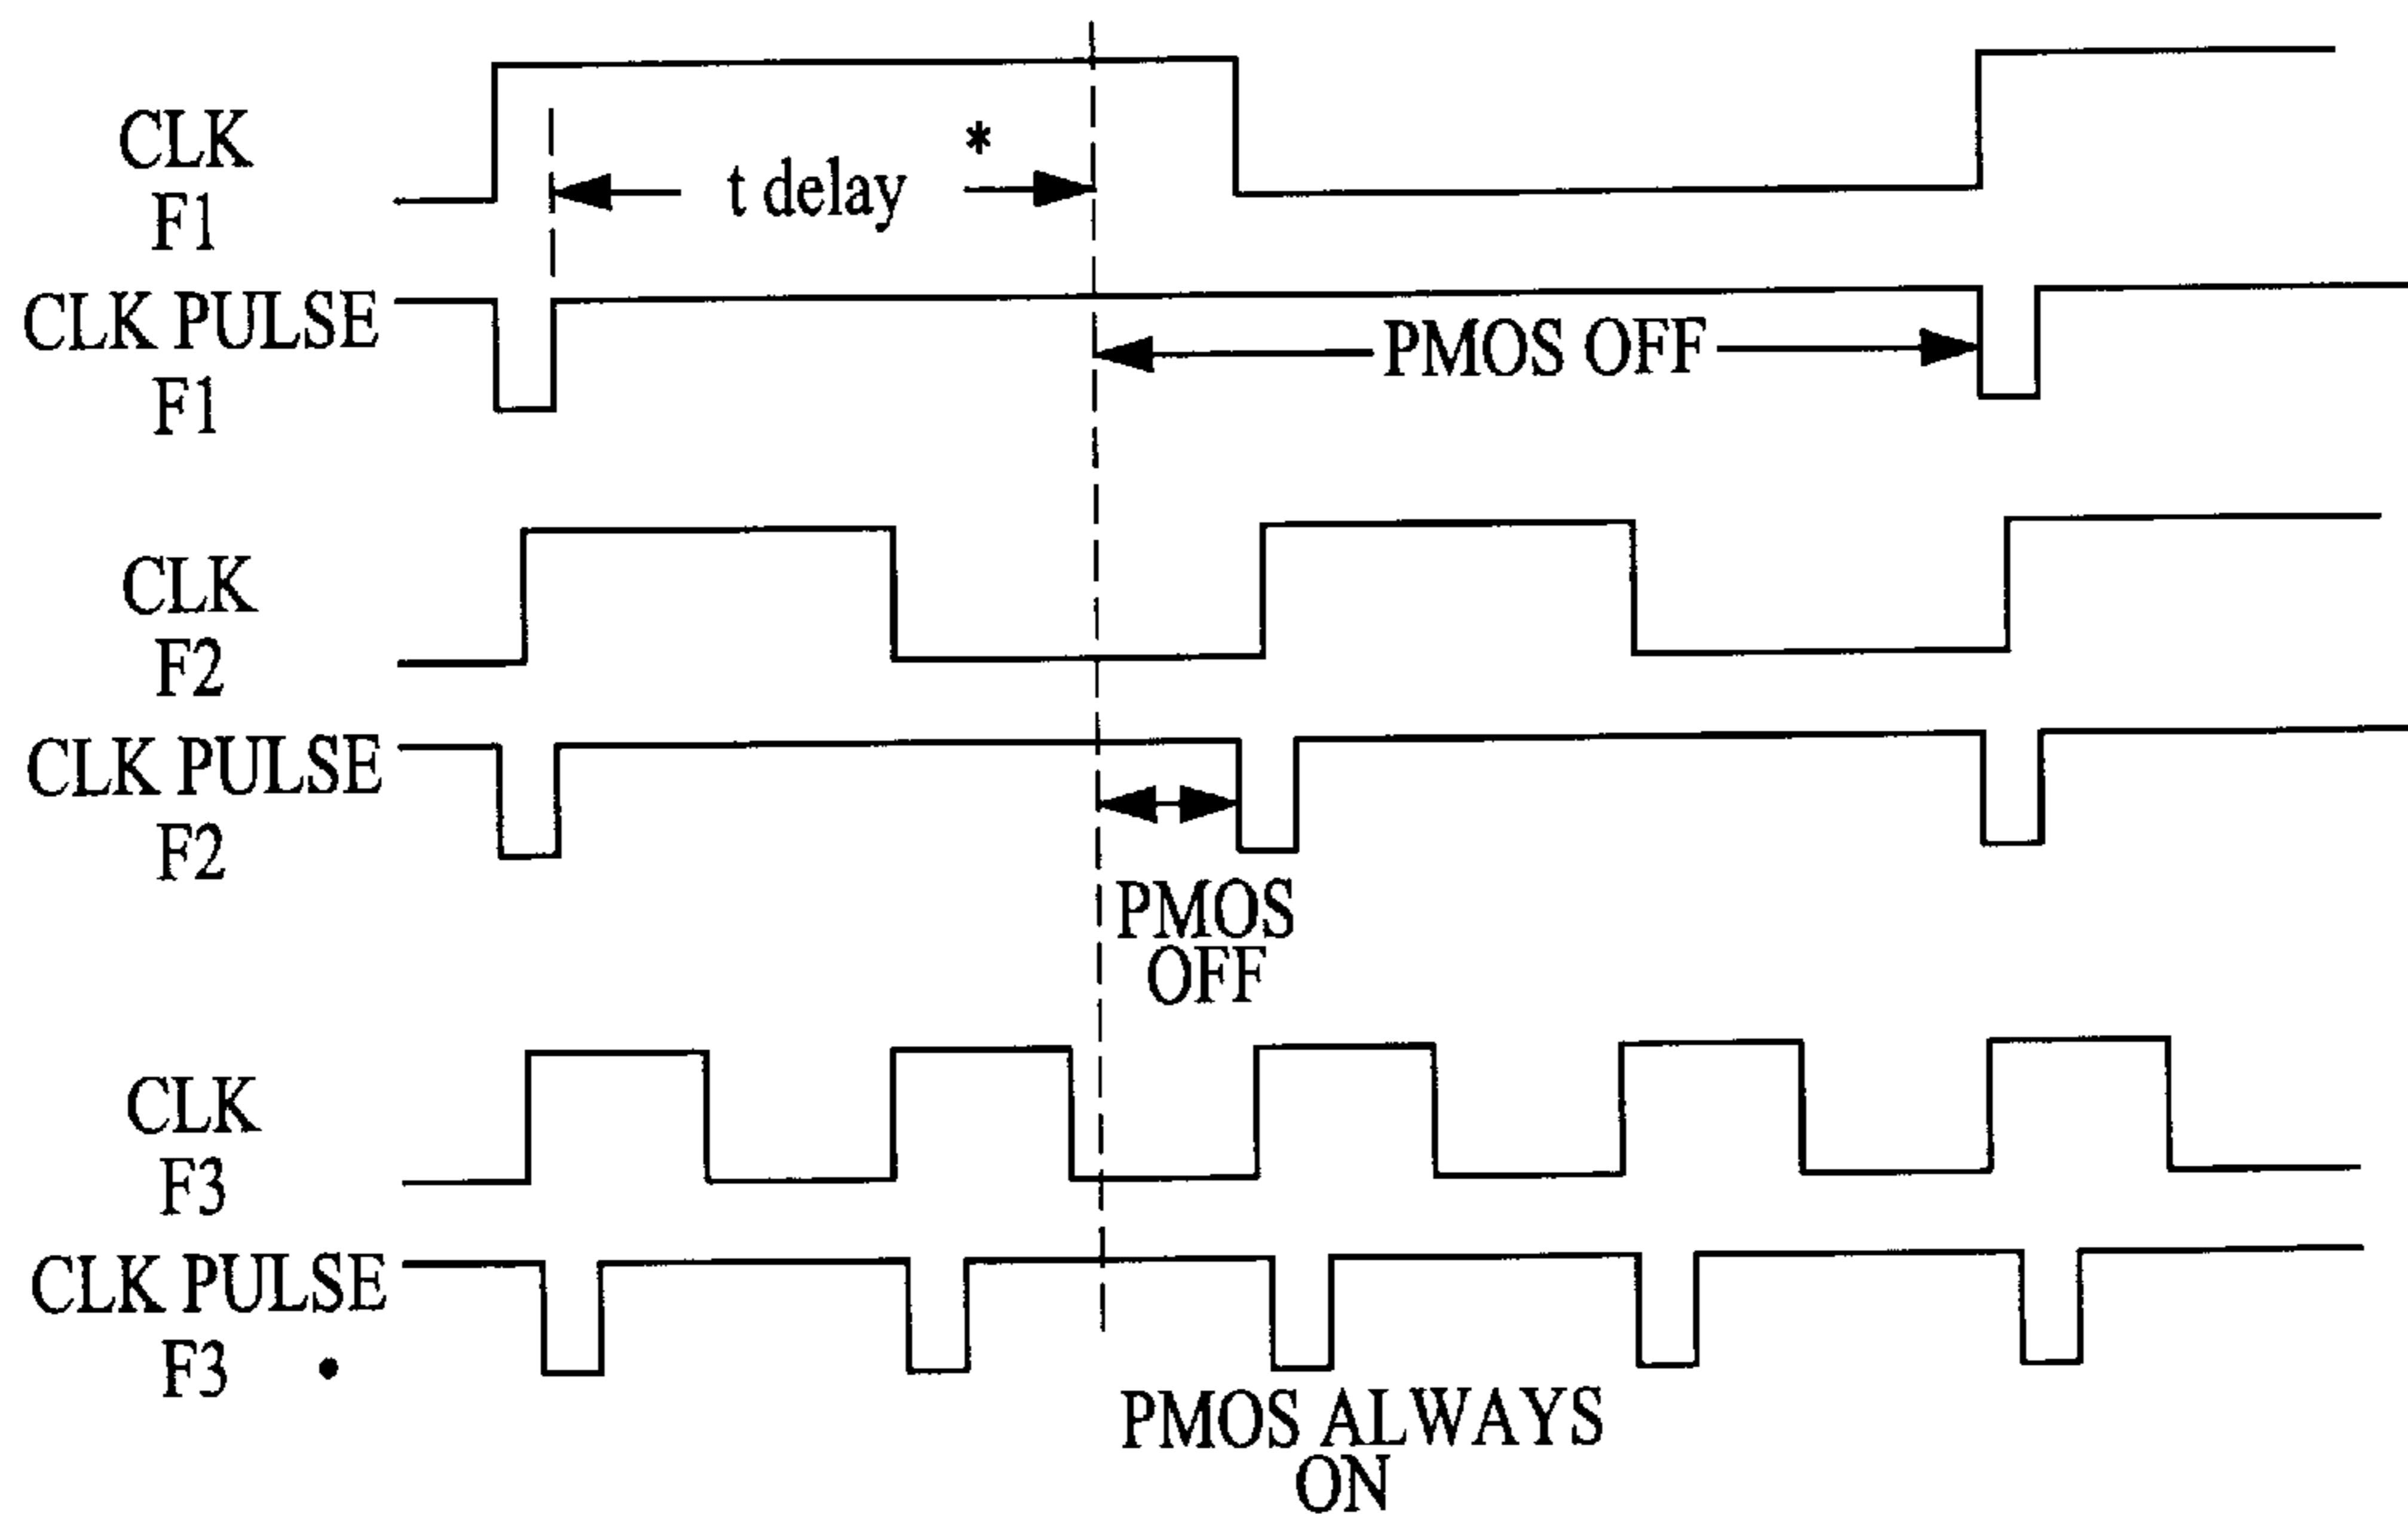 CLK
F1
t delay
*
CLK PULSE
F1
PMOS OFF
CLK
F2
CLK PULSE
F2
PMOS
OFF
CLK
F3
CLK PULSE
F3
PMOS ALWAYS
ON